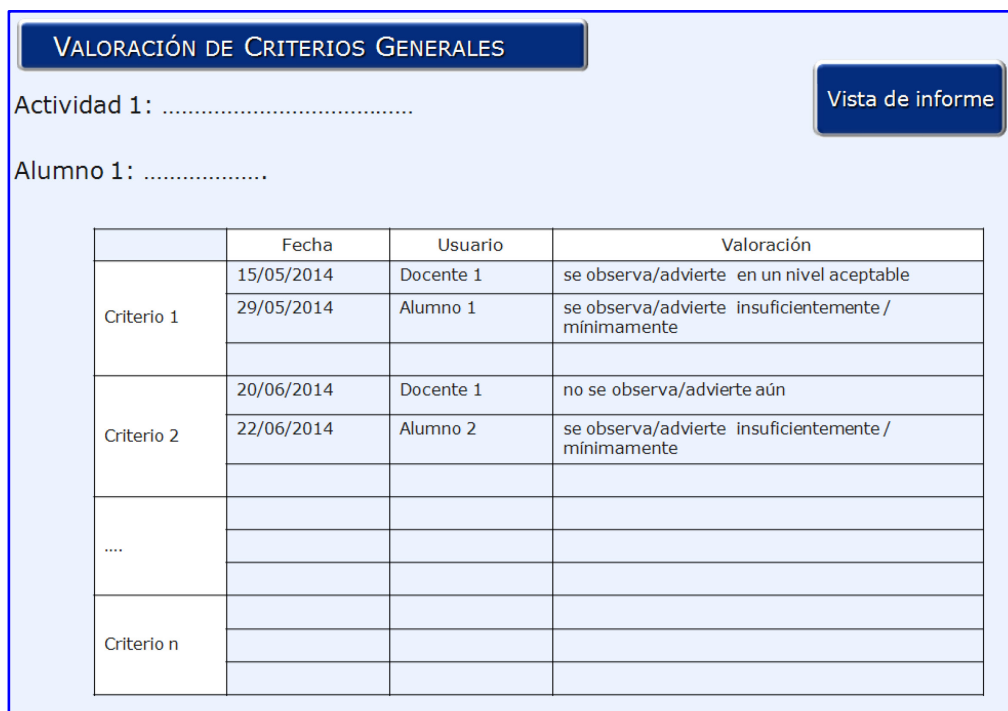 VALORACIÓN DE CRITERIOS GENERALES
Vista de informe
Actividad 1: ……………………………….…
Alumno 1: ……………….
Fecha Usuario Valoración
Criterio 1
15/05/2014 Docente 1 se observa/advierte en un nivel aceptable
29/05/2014 Alumno 1 se observa/advierte insuficientemente /
mínimamente
Criterio 2
20/06/2014 Docente 1 no se observa/advierte aún
22/06/2014 Alumno 2 se observa/advierte insuficientemente /
mínimamente
....
Criterio n